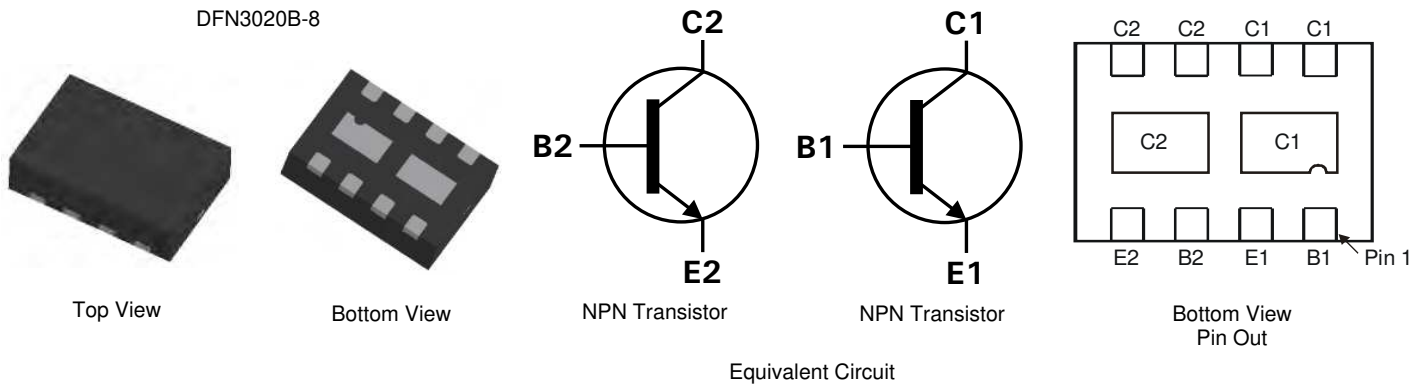 DFN3020B-8
Top View
Bottom View
C2
B2
E2
NPN Transistor
C1
B1
E1
NPN Transistor
Equivalent Circuit
C2 C2 C1 C1
C2 C1
E2 B2 E1 B1 Pin 1
Bottom View
Pin Out